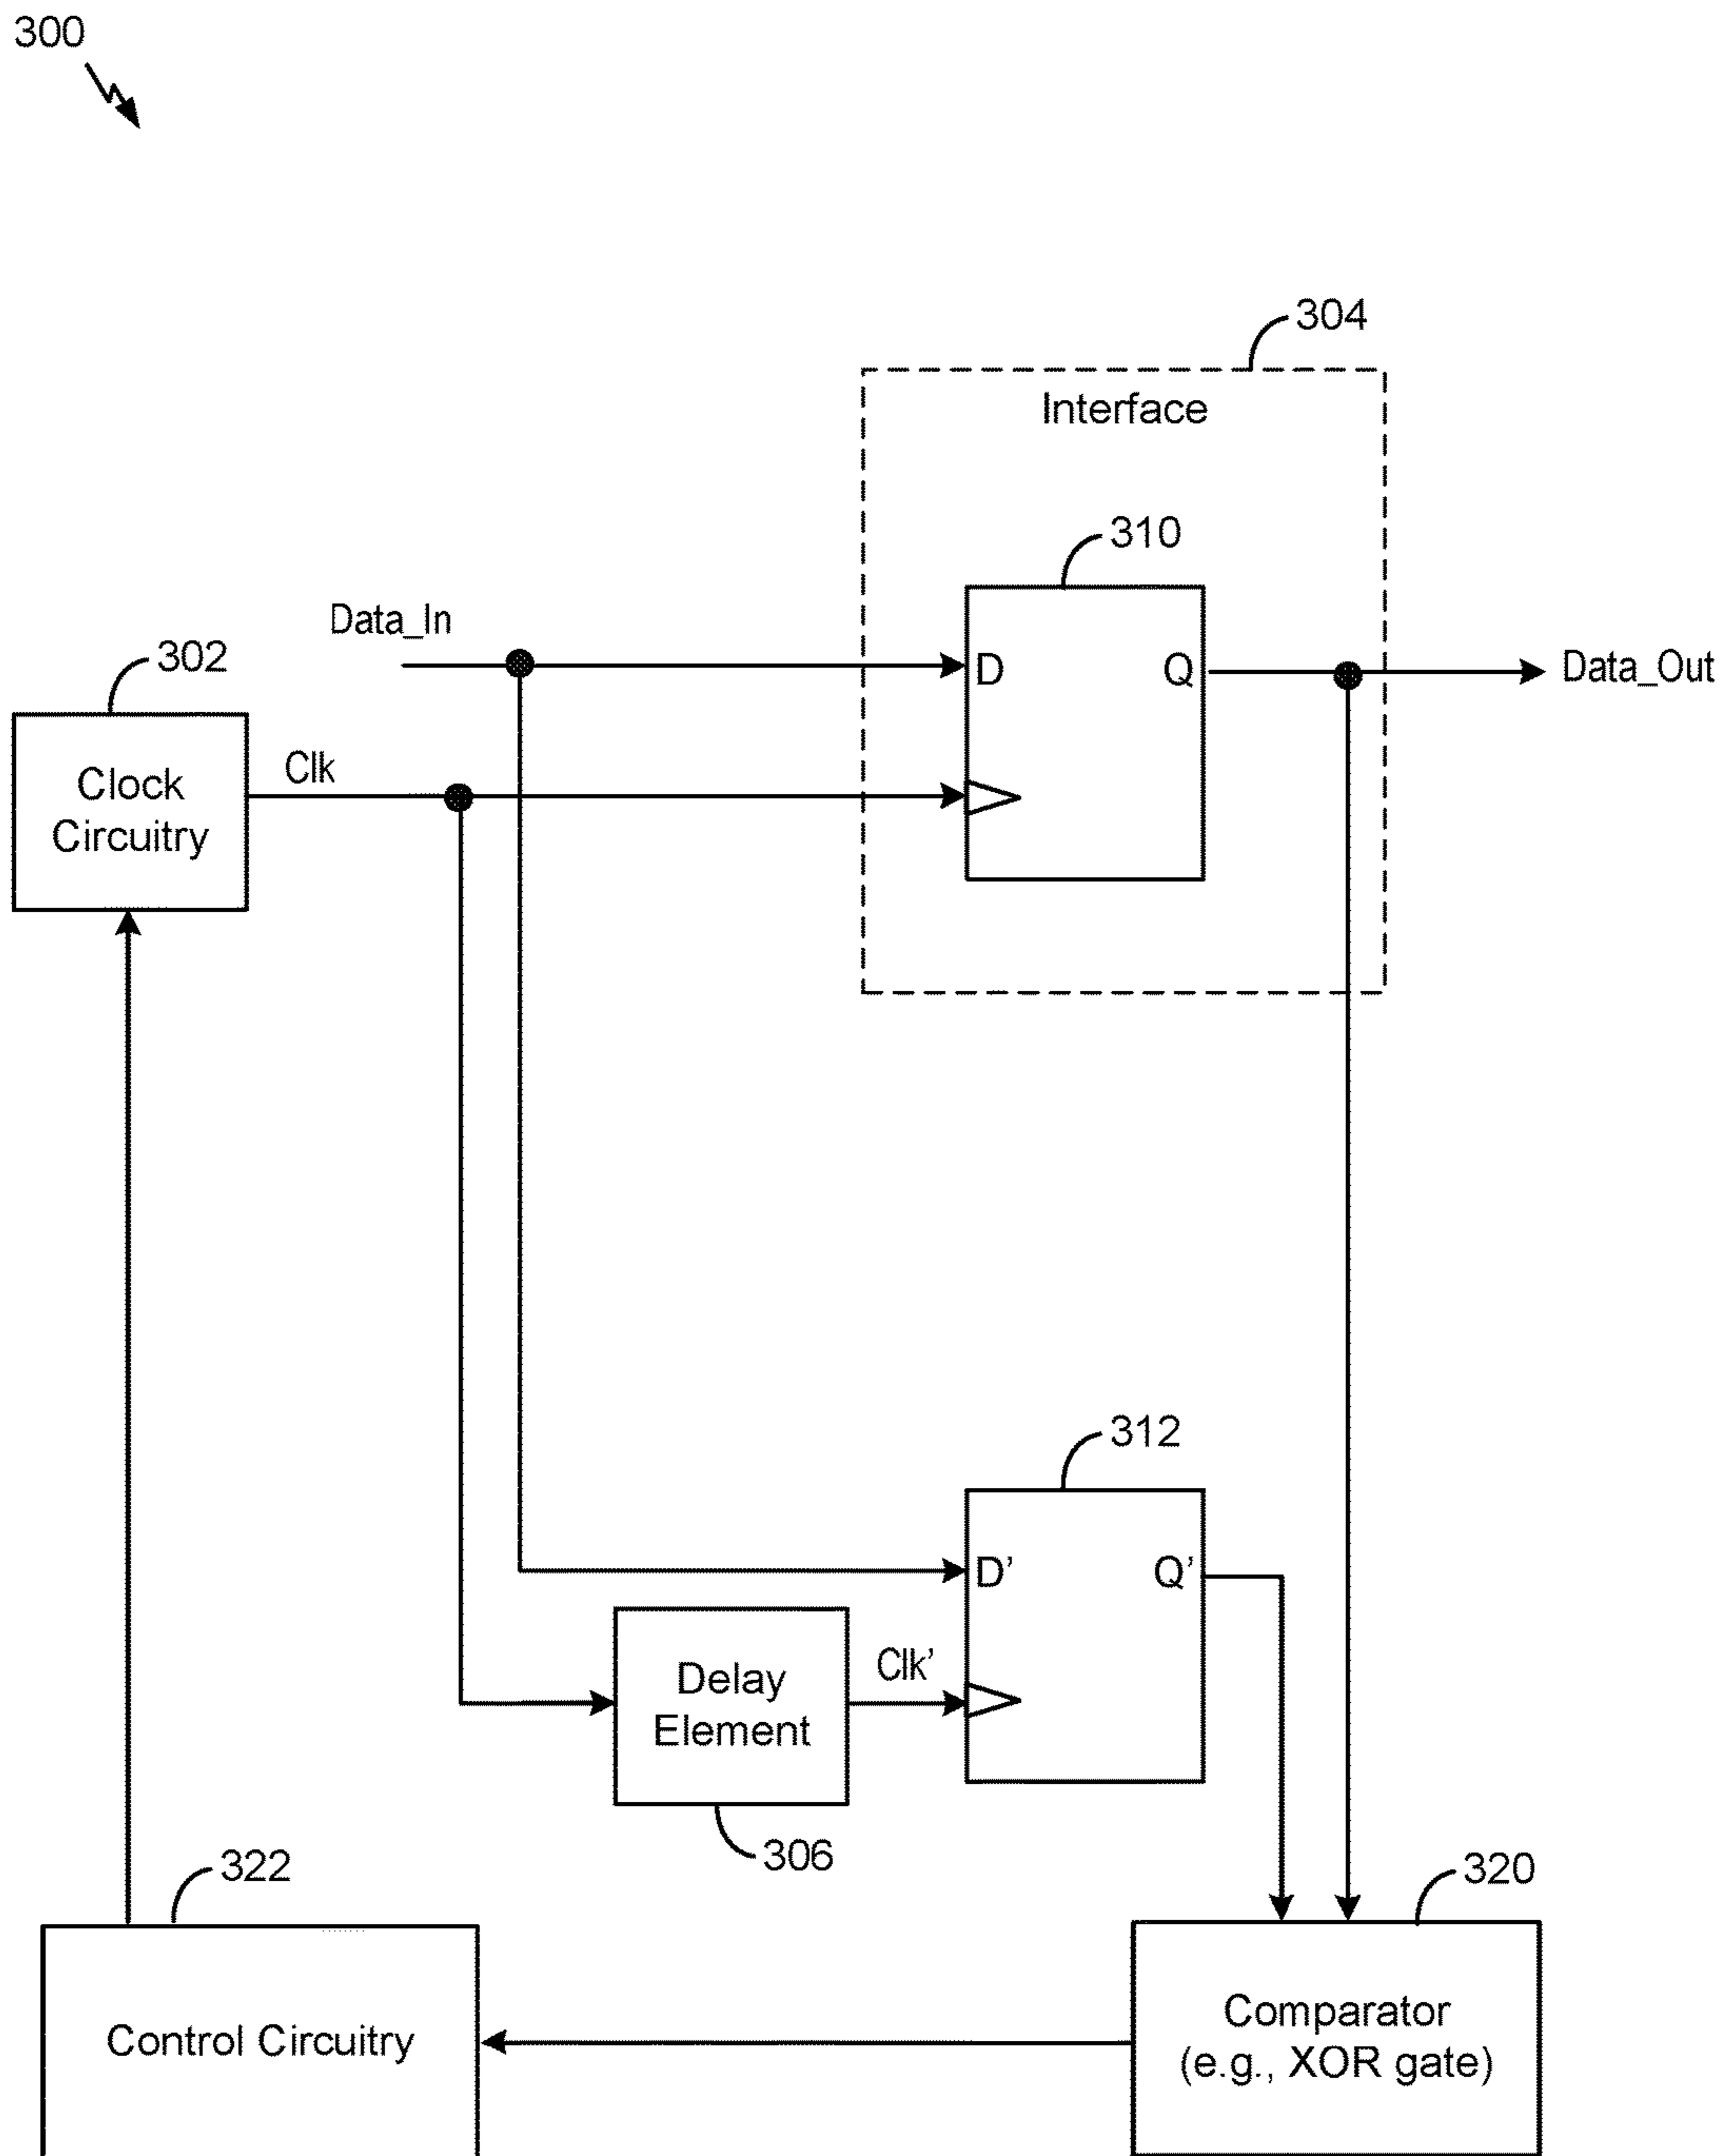 300
304
Interface
310
Data_In
302
D
Q
Data_Out
Clk
Clock
Circuitry
312
D’
Q’
Clk’
Delay
Element
306
322
320
Control Circuitry
Comparator
(e.g., XOR gate)